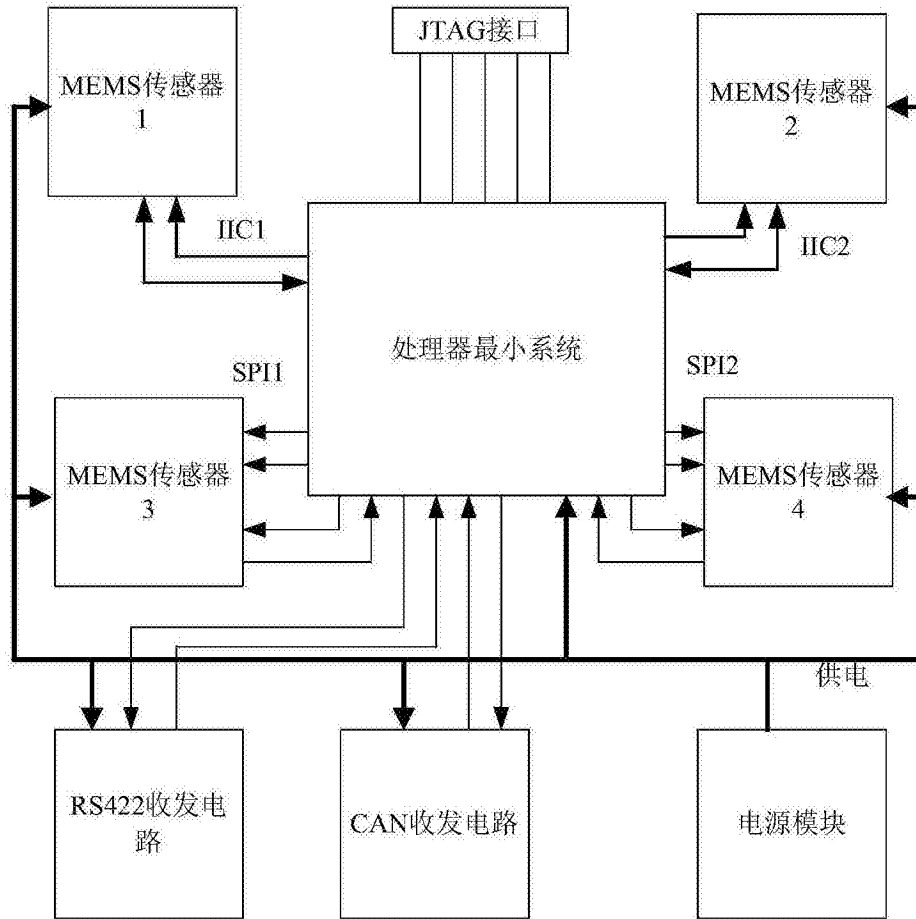 JTAG接口
MEMS传感器
1
MEMS传感器
2
IIC1
IIC2
处理器最小系统
SPI1
SPI2
MEMS传感器
3
MEMS传感器
4
供电
RS422收发电
路
CAN收发电路
电源模块